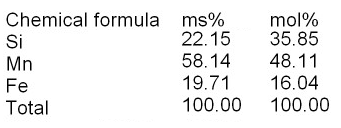 Chemical formula ms% mol%
Si 22.15 35.85
Mn 58.14 48.11
Fe 19.71 16.04
Total 100.00 100.00